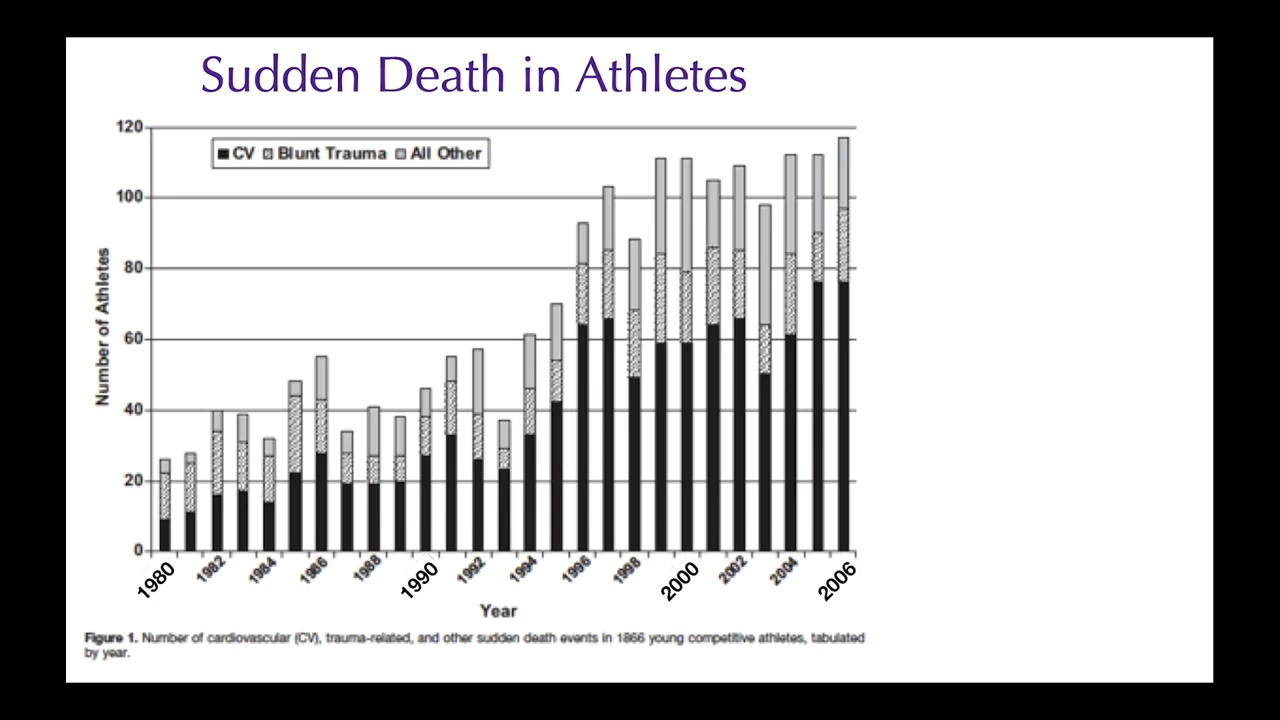 Sudden Death in Athletes
120
CV Blunt Trauma All Other
100
80
60
40
20
0
Number of Athletes
1980 1982 1984 1986 1988 1990 1992 1994 1996 1998 2000 2002 2004 2006
Year
Figure 1. Number of cardiovascular (CV), trauma-related, and other sudden death events in 1866 young competitive athletes, tabulated
by year.